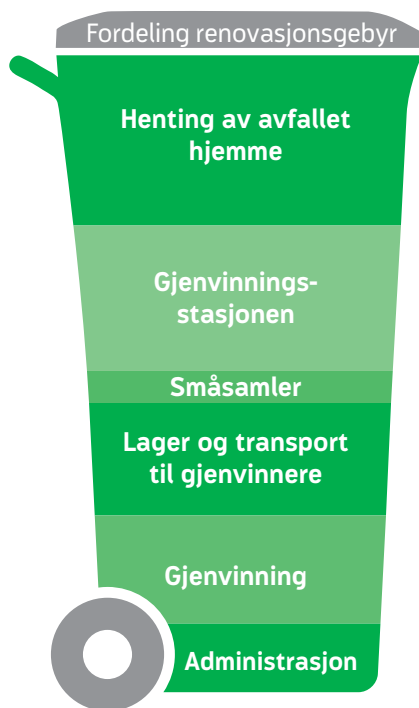 Fordeling renovasjonsgebyr
Henting av avfallet
hjemme
Gjenvinnings-
stasjonen
Småsamler
Lager og transport
til gjenvinnere
Gjenvinning
Administrasjon